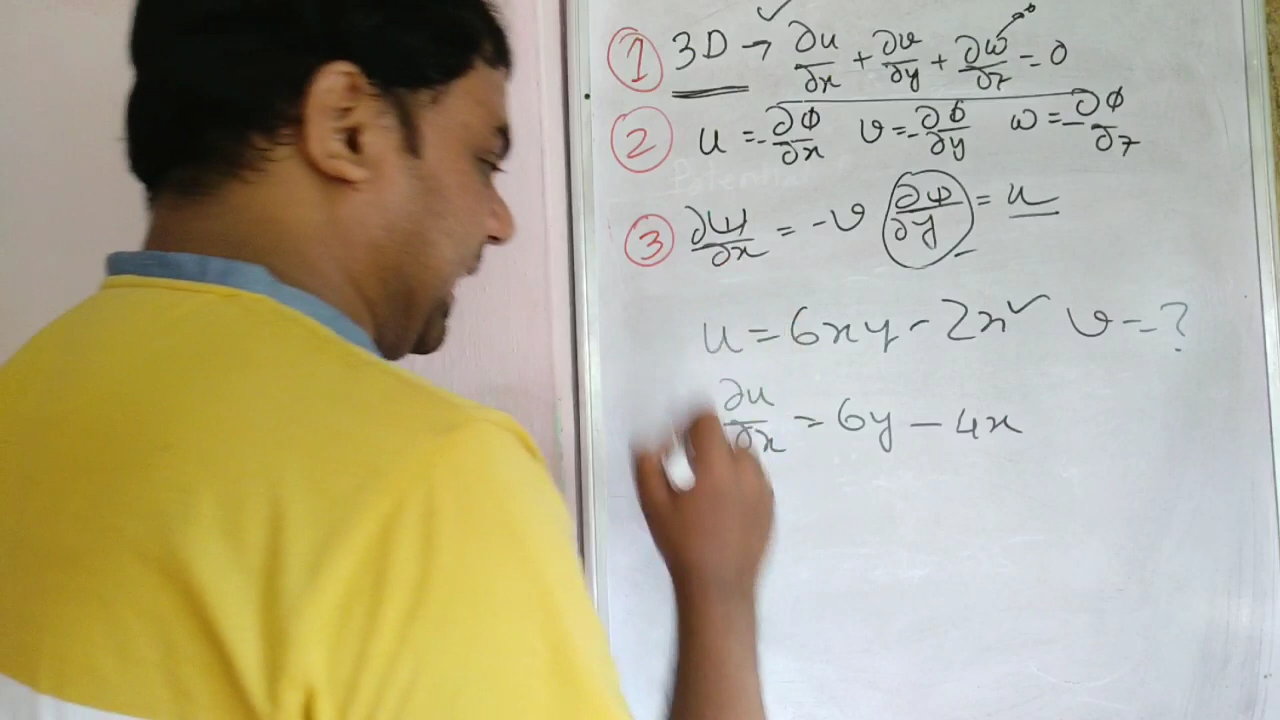 ① 3D → ∂u/∂x + ∂v/∂y + ∂w/∂z = 0
② u = -∂ϕ/∂x v = -∂ϕ/∂y w = -∂ϕ/∂z
③ ∂ψ/∂x = -v ∂ψ/∂y = u
u = 6xy - 2x² v = ?
∂u/∂x = 6y - 4x